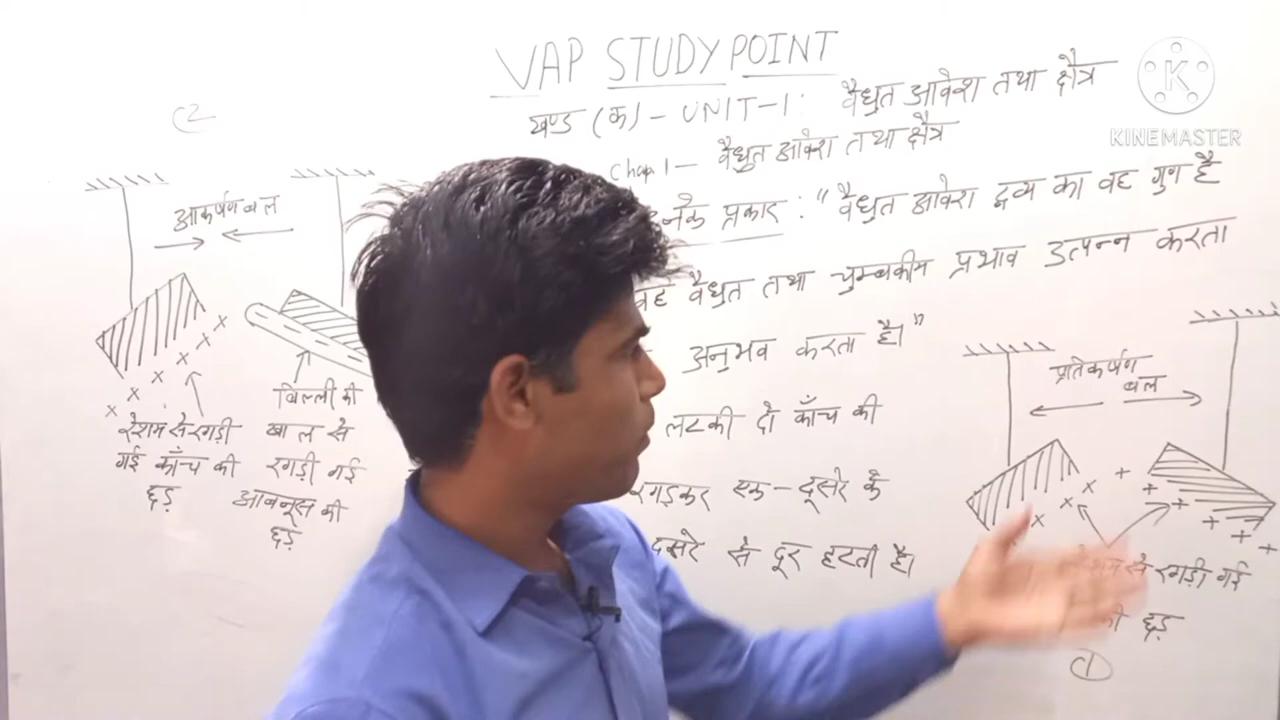 VAP STUDY POINT
खण्ड (क) - UNIT-1: वैधुत आवेश तथा क्षेत्र
Chap 1 - वैधुत आवेश तथा क्षेत्र
प्रकार : "वैधुत आवेश द्रव्य का वह गुण है
वह वैधुत तथा चुम्बकीय प्रभाव उत्पन्न करता
अनुभव करता है।"
लटकी दो काँच की
रगड़कर एक-दूसरे के
दूसरे से दूर हटती है।
C2
आकर्षण बल
रेशम से रगड़ी
गई काँच की
छड़
बिल्ली की
खाल से
रगड़ी गई
आबनूस की
छड़
प्रतिकर्षण
बल
से रगड़ी गई
की छड़
C1
K
KINEMASTER